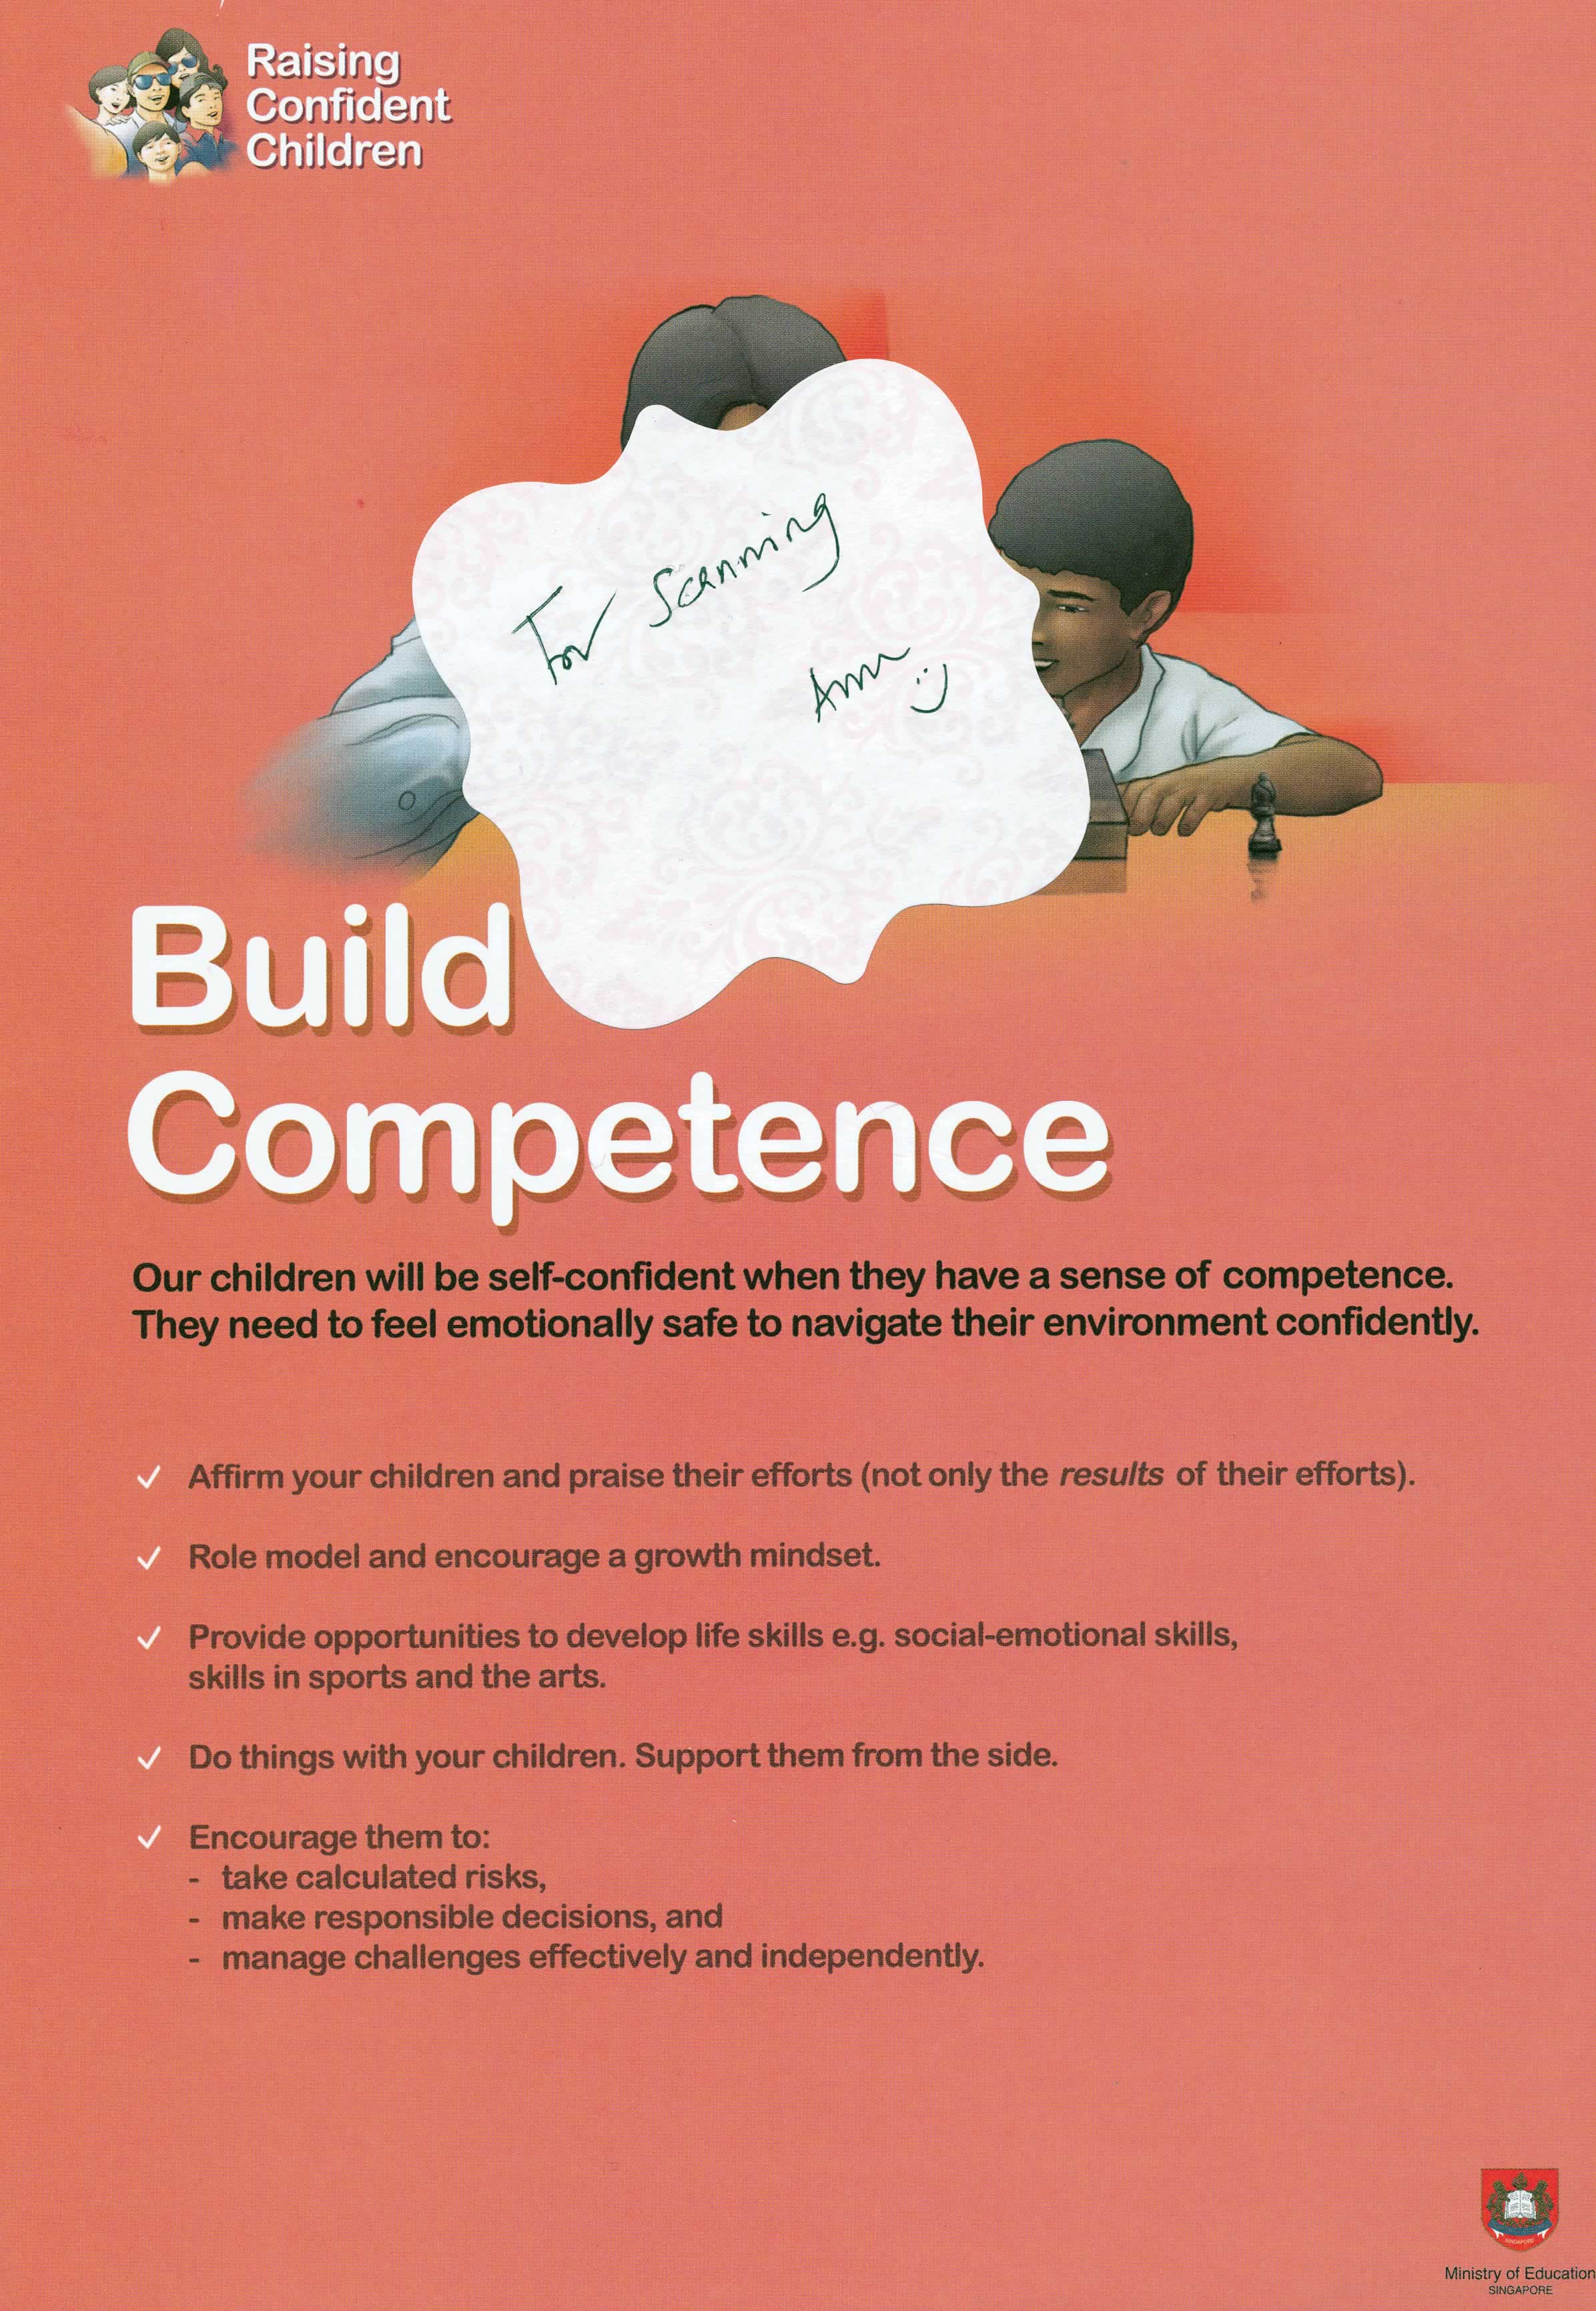 Raising
Confident
Children
For Scanning
Ann :)
Build
Competence
Our children will be self-confident when they have a sense of competence.
They need to feel emotionally safe to navigate their environment confidently.
✓ Affirm your children and praise their efforts (not only the results of their efforts).
✓ Role model and encourage a growth mindset.
✓ Provide opportunities to develop life skills e.g. social-emotional skills,
skills in sports and the arts.
✓ Do things with your children. Support them from the side.
✓ Encourage them to:
- take calculated risks,
- make responsible decisions, and
- manage challenges effectively and independently.
SINGAPORE
Ministry of Education
SINGAPORE